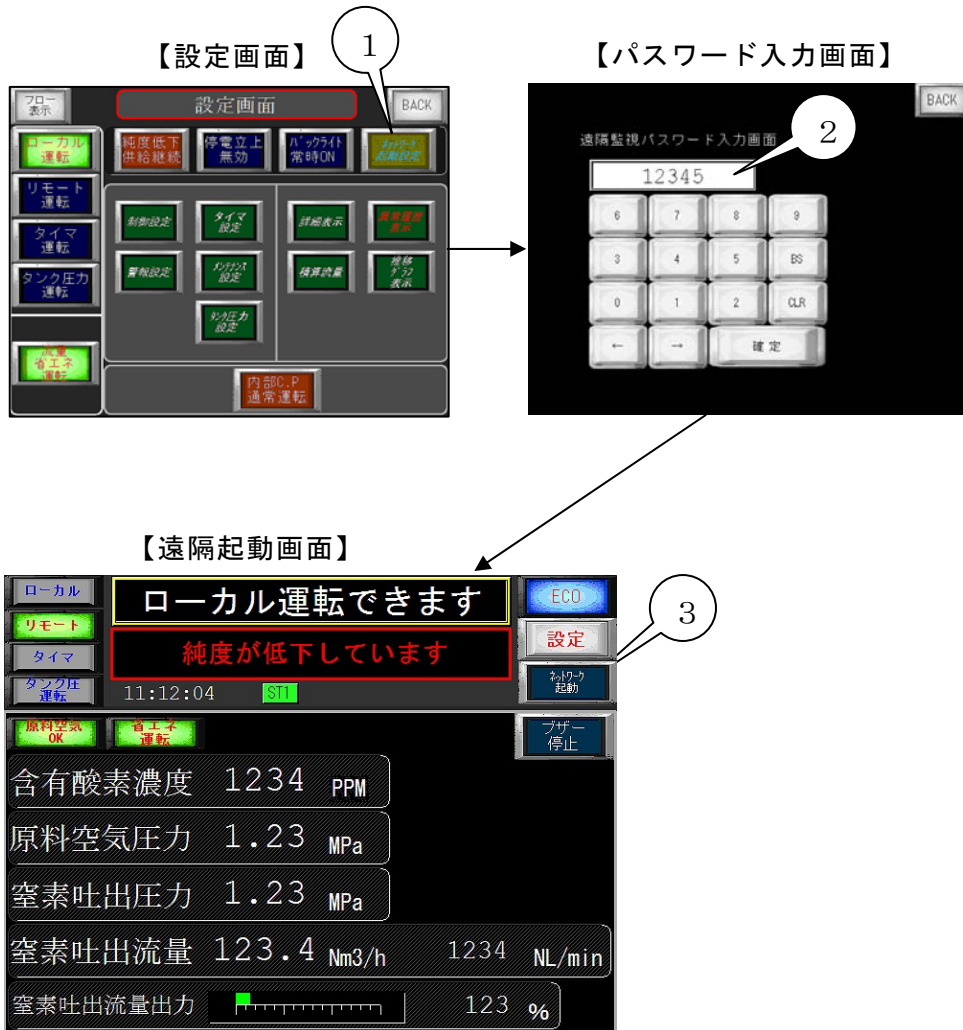 【設定画面】
1
フロー
表示
設定画面
BACK
ローカル
運転
純度低下
供給継続
停電立上
無効
バックライト
常時ON
ネットワーク
起動設定
リモート
運転
タイマ
運転
タンク圧力
運転
制御設定
タイマ
設定
詳細表示
異常履歴
表示
警報設定
メンテナンス
設定
積算流量
推移
グラフ
表示
タンク圧力
設定
流量
省エネ
運転
内部C.P
通常運転
【パスワード入力画面】
BACK
遠隔監視パスワード入力画面
2
12345
6 7 8 9
3 4 5 BS
0 1 2 CLR
← → 確定
【遠隔起動画面】
ローカル
リモート
タイマ
タンク圧
運転
ローカル運転できます
純度が低下しています
11:12:04 ST1
ECO
設定
ネットワーク
起動
3
原料空気
OK
省エネ
運転
ブザー
停止
含有酸素濃度 1234 PPM
原料空気圧力 1.23 MPa
窒素吐出圧力 1.23 MPa
窒素吐出流量 123.4 Nm3/h 1234 NL/min
窒素吐出流量出力 123 %